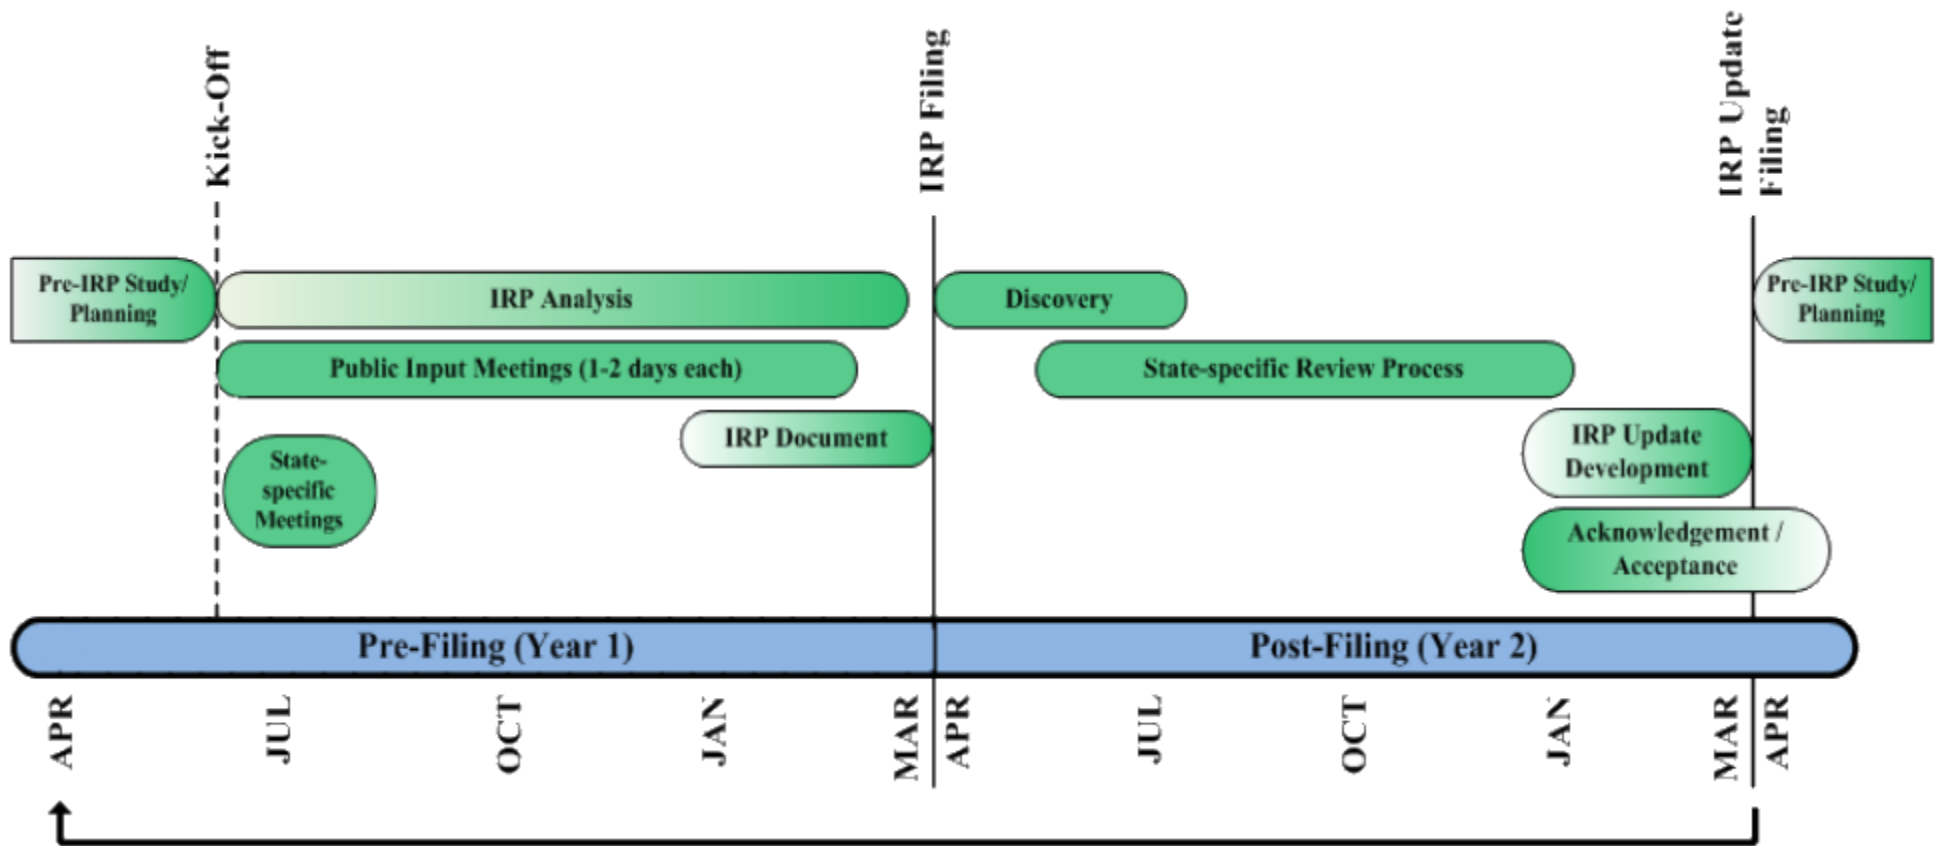 Kick-Off
IRP Filing
IRP Update
Filing
Pre-IRP Study/
Planning
IRP Analysis
Discovery
Pre-IRP Study/
Planning
Public Input Meetings (1-2 days each)
State-specific Review Process
IRP Document
IRP Update
Development
State-
specific
Meetings
Acknowledgement /
Acceptance
Pre-Filing (Year 1)
Post-Filing (Year 2)
APR
JUL
OCT
JAN
MAR
APR
JUL
OCT
JAN
MAR
APR